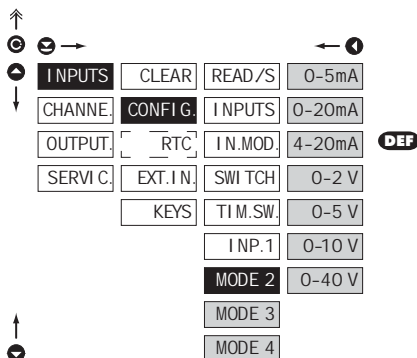 INPUTS CLEAR READ/S 0-5mA
CHANNE. CONFIG. INPUTS 0-20mA
OUTPUT. RTC IN.MOD. 4-20mA DEF
SERVIC. EXT.IN. SWITCH 0-2 V
KEYS TIM.SW. 0-5 V
INP.1 0-10 V
MODE 2 0-40 V
MODE 3
MODE 4